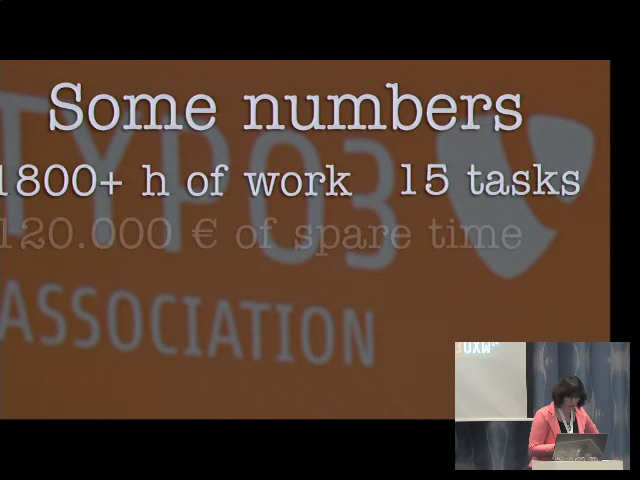 Some numbers
1800+ h of work 15 tasks
120.000 € of spare time
TYPO3
ASSOCIATION